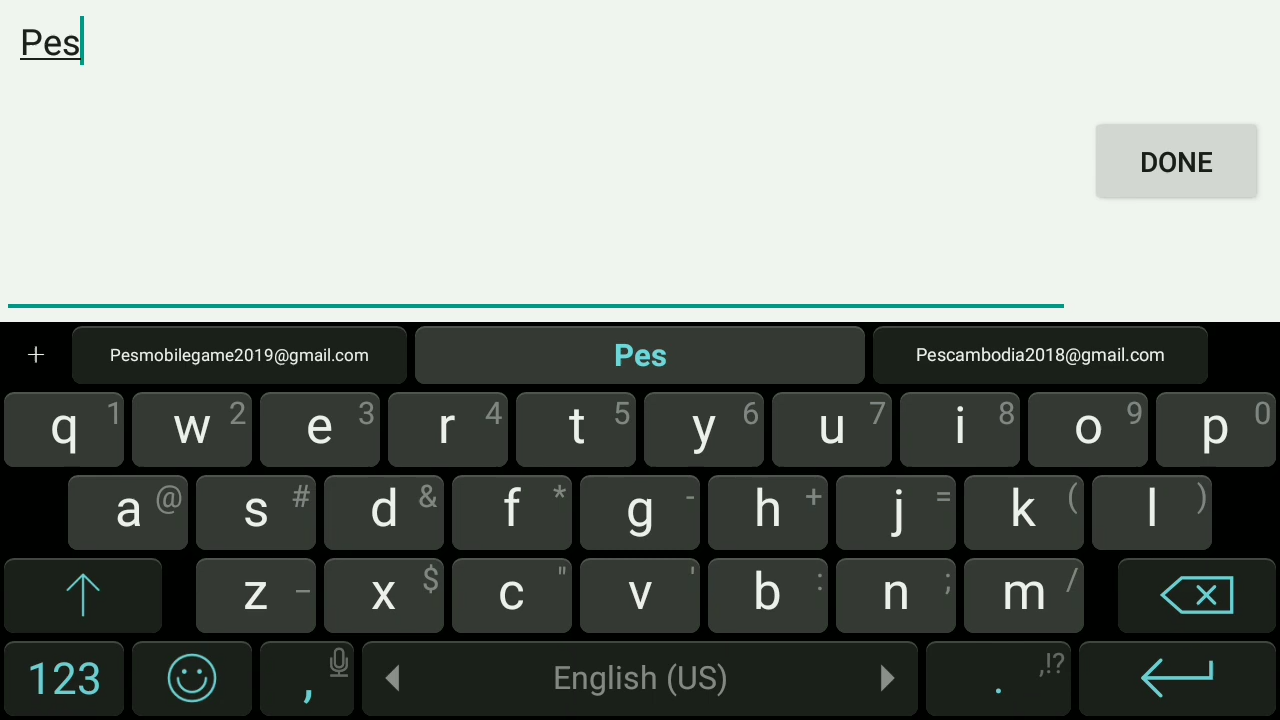 Pes
DONE
+ Pesmobilegame2019@gmail.com Pes Pescambodia2018@gmail.com
q 1 w 2 e 3 r 4 t 5 y 6 u 7 i 8 o 9 p 0
a @ s # d & f * g - h + j = k ( l )
z _ x $ c " v ' b : n ; m /
123 , English (US) . ,!?